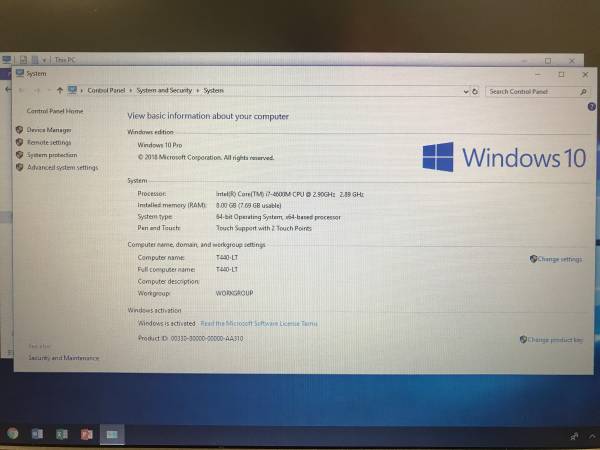 This PC
System
Control Panel > System and Security > System
Search Control Panel
Control Panel Home
Device Manager
Remote settings
System protection
Advanced system settings
View basic information about your computer
Windows edition
Windows 10 Pro
© 2018 Microsoft Corporation. All rights reserved.
Windows 10
System
Processor: Intel(R) Core(TM) i7-4600M CPU @ 2.90GHz 2.89 GHz
Installed memory (RAM): 8.00 GB (7.69 GB usable)
System type: 64-bit Operating System, x64-based processor
Pen and Touch: Touch Support with 2 Touch Points
Computer name, domain, and workgroup settings
Computer name: T440-LT
Change settings
Full computer name: T440-LT
Computer description:
Workgroup: WORKGROUP
Windows activation
Windows is activated Read the Microsoft Software License Terms
Product ID: 00330-80000-00000-AA310
Change product key
See also
Security and Maintenance